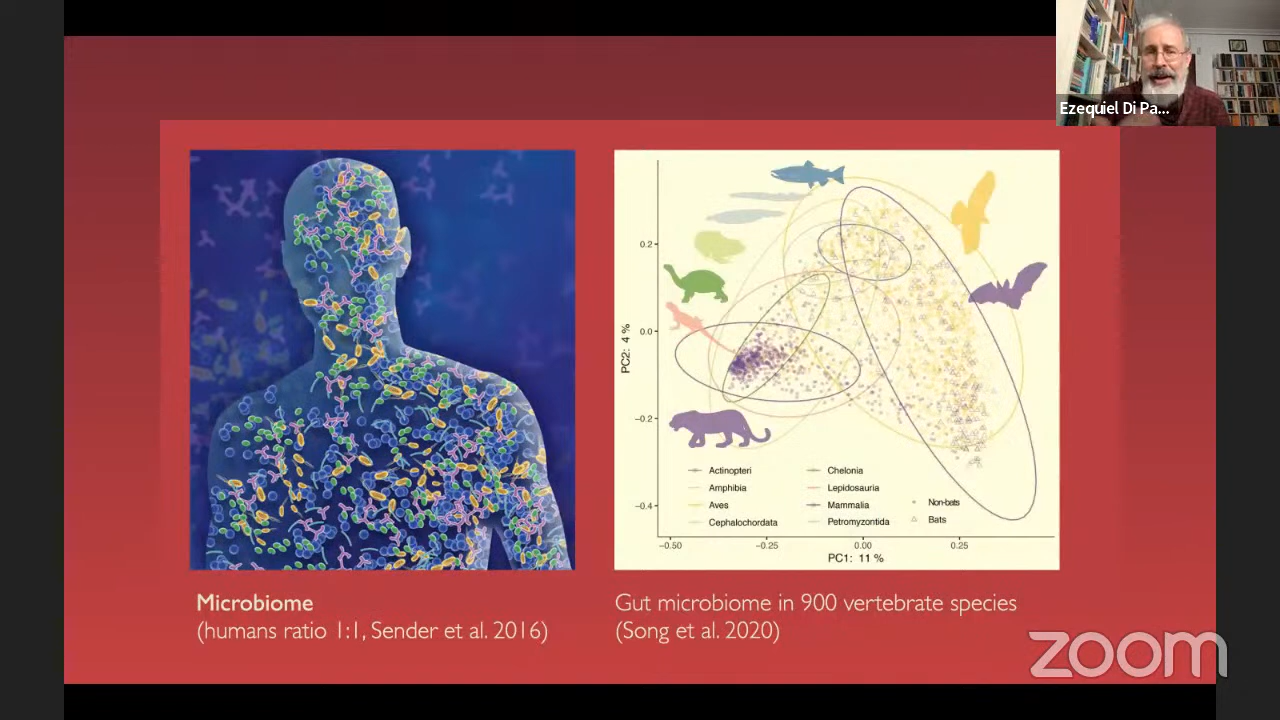 Ezequiel Di Pa...
0.2
0.0
-0.2
-0.4
PC2: 4 %
Actinopteri
Amphibia
Aves
Cephalochordata
Chelonia
Lepidosauria
Mammalia
Petromyzontida
Non-bats
Bats
-0.50
-0.25
0.00
0.25
PC1: 11 %
Microbiome
(humans ratio 1:1, Sender et al. 2016)
Gut microbiome in 900 vertebrate species
(Song et al. 2020)
zoom